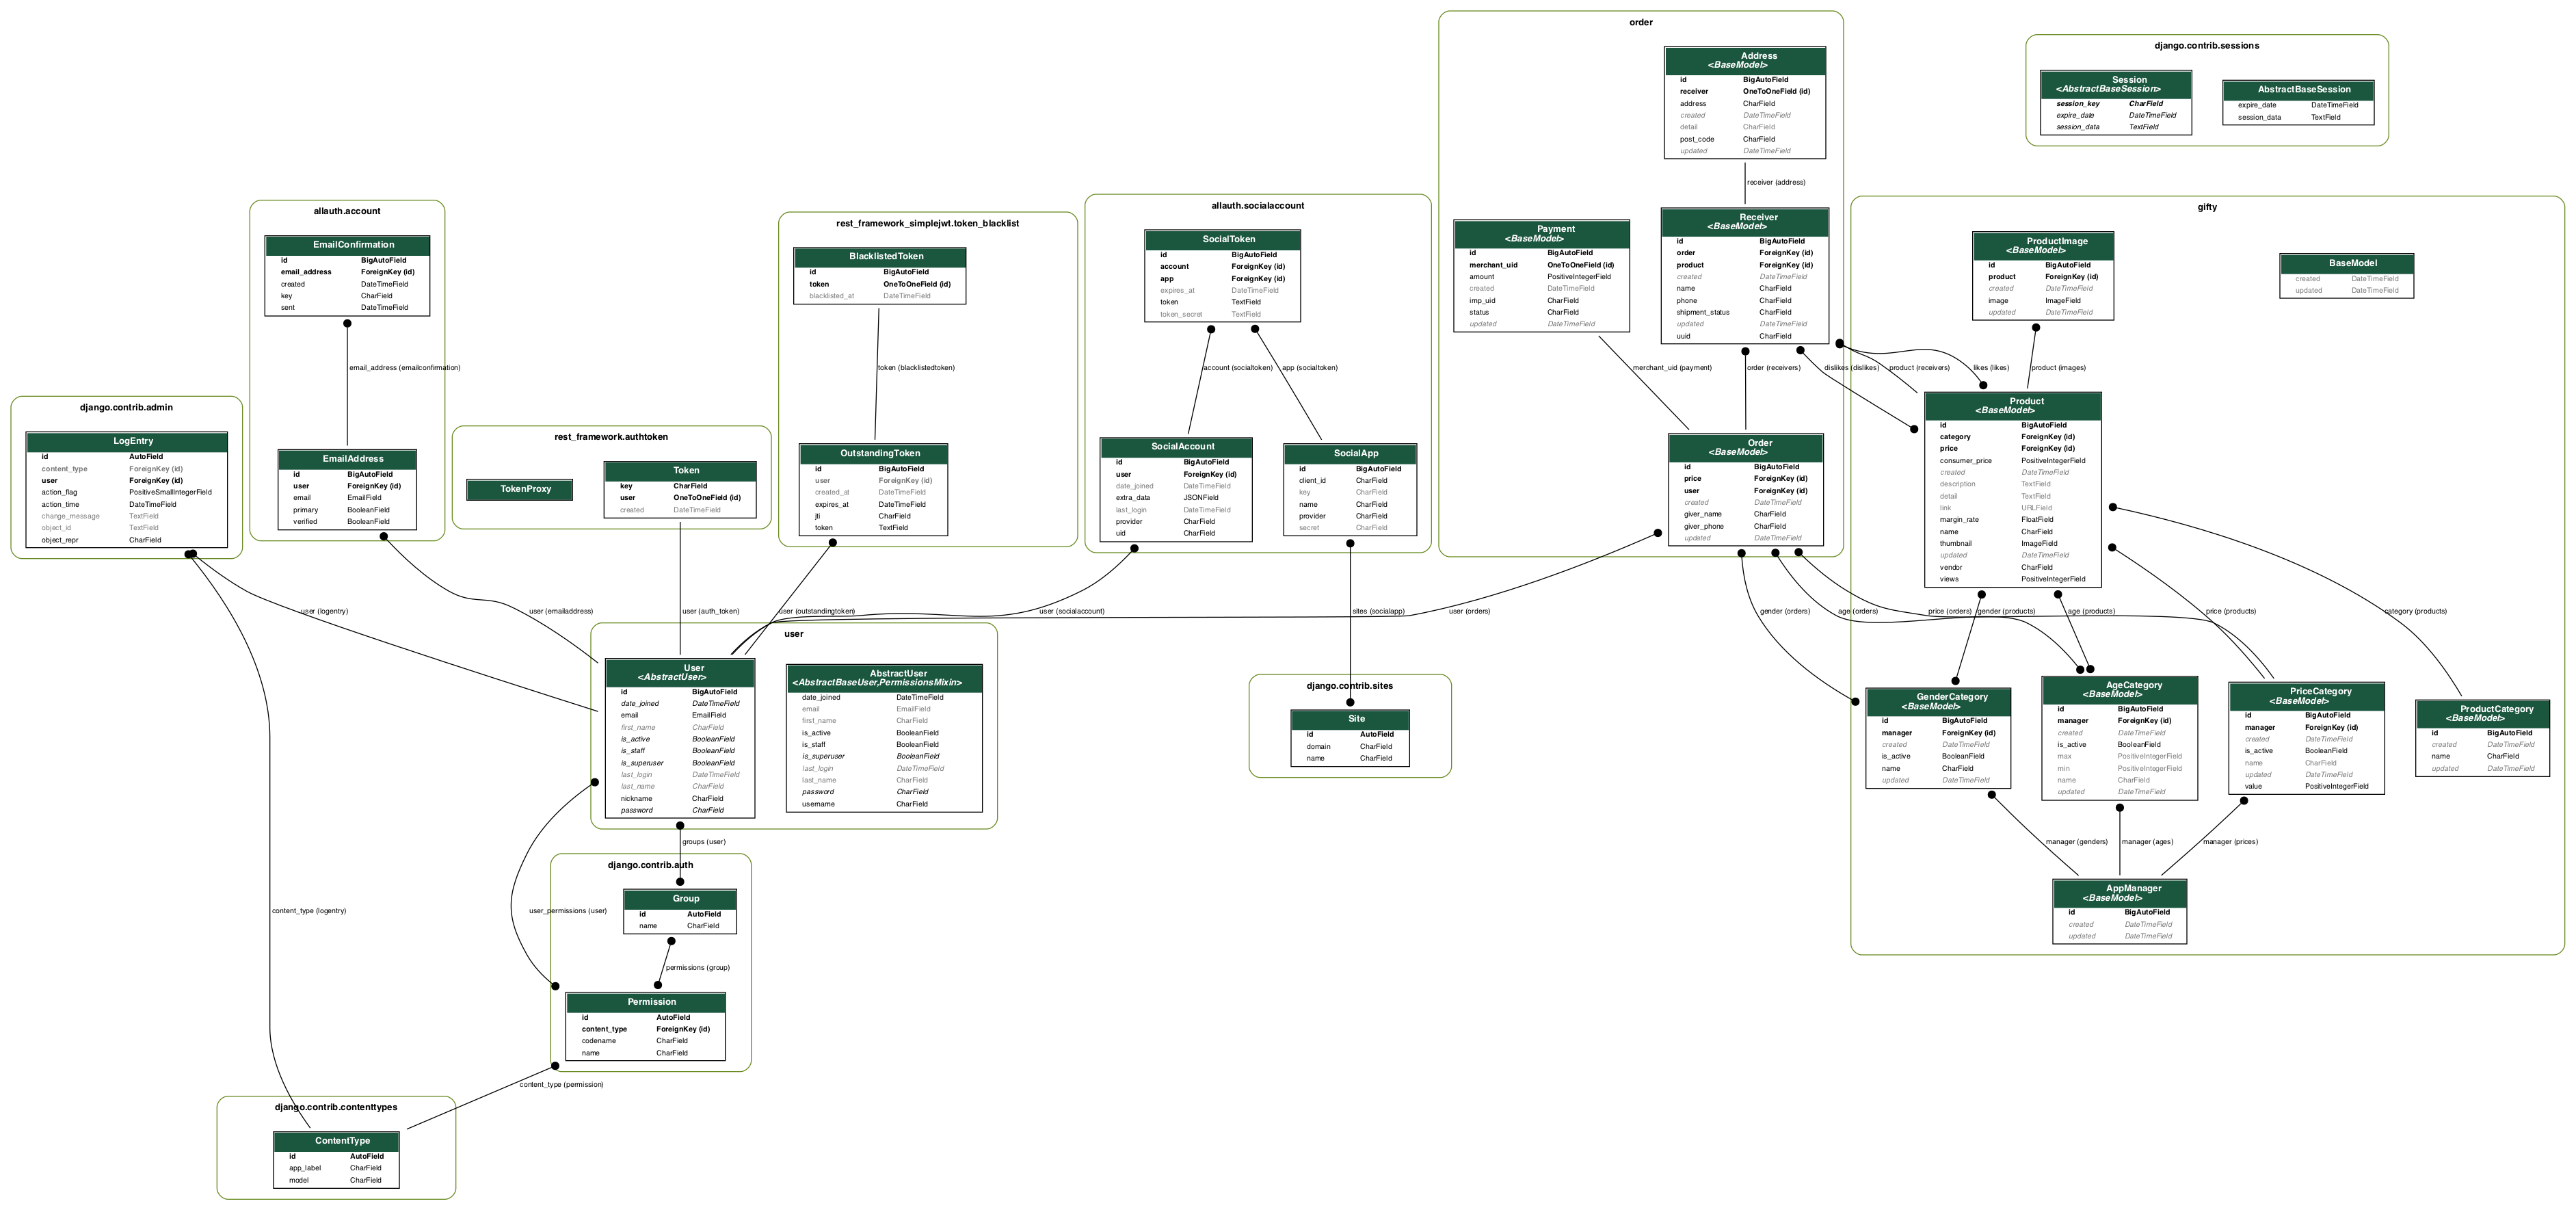 order
Address
<BaseModel>
id BigAutoField
receiver OneToOneField (id)
address CharField
created DateTimeField
detail CharField
post_code CharField
updated DateTimeField
receiver (address)
Payment
<BaseModel>
id BigAutoField
merchant_uid OneToOneField (id)
amount PositiveIntegerField
created DateTimeField
imp_uid CharField
status CharField
updated DateTimeField
Receiver
<BaseModel>
id BigAutoField
order ForeignKey (id)
product ForeignKey (id)
created DateTimeField
name CharField
phone CharField
shipment_status CharField
updated DateTimeField
uuid CharField
merchant_uid (payment)
order (receivers)
dislikes (dislikes)
product (receivers)
likes (likes)
product (images)
Order
<BaseModel>
id BigAutoField
price ForeignKey (id)
user ForeignKey (id)
created DateTimeField
giver_name CharField
giver_phone CharField
updated DateTimeField
django.contrib.sessions
Session
<AbstractBaseSession>
session_key CharField
expire_date DateTimeField
session_data TextField
AbstractBaseSession
expire_date DateTimeField
session_data TextField
allauth.account
EmailConfirmation
id BigAutoField
email_address ForeignKey (id)
created DateTimeField
key CharField
sent DateTimeField
email_address (emailconfirmation)
EmailAddress
id BigAutoField
user ForeignKey (id)
email EmailField
primary BooleanField
verified BooleanField
rest_framework_simplejwt.token_blacklist
BlacklistedToken
id BigAutoField
token OneToOneField (id)
blacklisted_at DateTimeField
token (blacklistedtoken)
OutstandingToken
id BigAutoField
user ForeignKey (id)
created_at DateTimeField
expires_at DateTimeField
jti CharField
token TextField
allauth.socialaccount
SocialToken
id BigAutoField
account ForeignKey (id)
app ForeignKey (id)
expires_at DateTimeField
token TextField
token_secret TextField
account (socialtoken)
app (socialtoken)
SocialAccount
id BigAutoField
user ForeignKey (id)
date_joined DateTimeField
extra_data JSONField
last_login DateTimeField
provider CharField
uid CharField
SocialApp
id BigAutoField
client_id CharField
key CharField
name CharField
provider CharField
secret CharField
gifty
ProductImage
<BaseModel>
id BigAutoField
product ForeignKey (id)
created DateTimeField
image ImageField
updated DateTimeField
BaseModel
created DateTimeField
updated DateTimeField
Product
<BaseModel>
id BigAutoField
category ForeignKey (id)
price ForeignKey (id)
consumer_price PositiveIntegerField
created DateTimeField
description TextField
detail TextField
link URLField
margin_rate FloatField
name CharField
thumbnail ImageField
updated DateTimeField
vendor CharField
views PositiveIntegerField
django.contrib.admin
LogEntry
id AutoField
content_type ForeignKey (id)
user ForeignKey (id)
action_flag PositiveSmallIntegerField
action_time DateTimeField
change_message TextField
object_id TextField
object_repr CharField
rest_framework.authtoken
TokenProxy
Token
key CharField
user OneToOneField (id)
created DateTimeField
user (logentry)
user (emailaddress)
user (auth_token)
user (outstandingtoken)
user (socialaccount)
sites (socialapp)
user (orders)
gender (orders)
age (orders)
price (orders)
gender (products)
age (products)
price (products)
category (products)
user
User
<AbstractUser>
id BigAutoField
date_joined DateTimeField
email EmailField
first_name CharField
is_active BooleanField
is_staff BooleanField
is_superuser BooleanField
last_login DateTimeField
last_name CharField
nickname CharField
password CharField
AbstractUser
<AbstractBaseUser,PermissionsMixin>
date_joined DateTimeField
email EmailField
first_name CharField
is_active BooleanField
is_staff BooleanField
is_superuser BooleanField
last_login DateTimeField
last_name CharField
password CharField
username CharField
django.contrib.sites
Site
id AutoField
domain CharField
name CharField
GenderCategory
<BaseModel>
id BigAutoField
manager ForeignKey (id)
created DateTimeField
is_active BooleanField
name CharField
updated DateTimeField
AgeCategory
<BaseModel>
id BigAutoField
manager ForeignKey (id)
created DateTimeField
is_active BooleanField
max PositiveIntegerField
min PositiveIntegerField
name CharField
updated DateTimeField
PriceCategory
<BaseModel>
id BigAutoField
manager ForeignKey (id)
created DateTimeField
is_active BooleanField
name CharField
updated DateTimeField
value PositiveIntegerField
ProductCategory
<BaseModel>
id BigAutoField
created DateTimeField
name CharField
updated DateTimeField
manager (genders)
manager (ages)
manager (prices)
AppManager
<BaseModel>
id BigAutoField
created DateTimeField
updated DateTimeField
groups (user)
django.contrib.auth
Group
id AutoField
name CharField
user_permissions (user)
content_type (logentry)
permissions (group)
Permission
id AutoField
content_type ForeignKey (id)
codename CharField
name CharField
content_type (permission)
django.contrib.contenttypes
ContentType
id AutoField
app_label CharField
model CharField